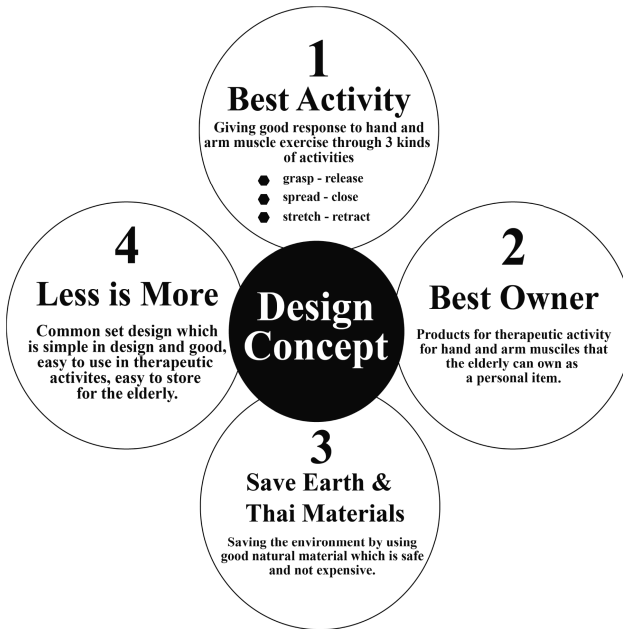 1
Best Activity
Giving good response to hand and
arm muscle exercise through 3 kinds
of activities
grasp - release
spread - close
stretch - retract
2
Best Owner
Products for therapeutic activity
for hand and arm musciles that
the elderly can own as
a personal item.
3
Save Earth &
Thai Materials
Saving the environment by using
good natural material which is safe
and not expensive.
4
Less is More
Common set design which
is simple in design and good,
easy to use in therapeutic
activites, easy to store
for the elderly.
Design
Concept